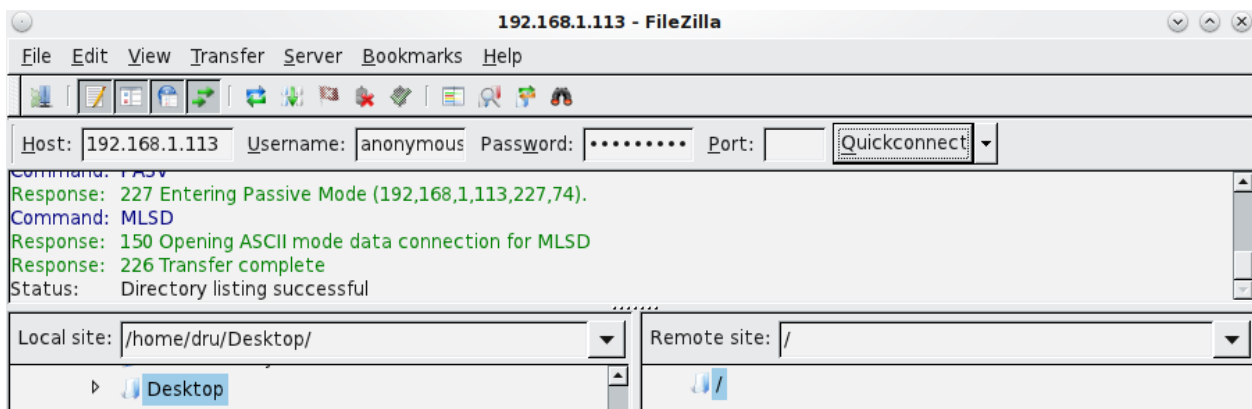 192.168.1.113 - FileZilla
File Edit View Transfer Server Bookmarks Help
Host: 192.168.1.113 Username: anonymous Password: ••••••••• Port: Quickconnect
Command: PASV
Response: 227 Entering Passive Mode (192,168,1,113,227,74).
Command: MLSD
Response: 150 Opening ASCII mode data connection for MLSD
Response: 226 Transfer complete
Status: Directory listing successful
Local site: /home/dru/Desktop/ Remote site: /
Desktop /